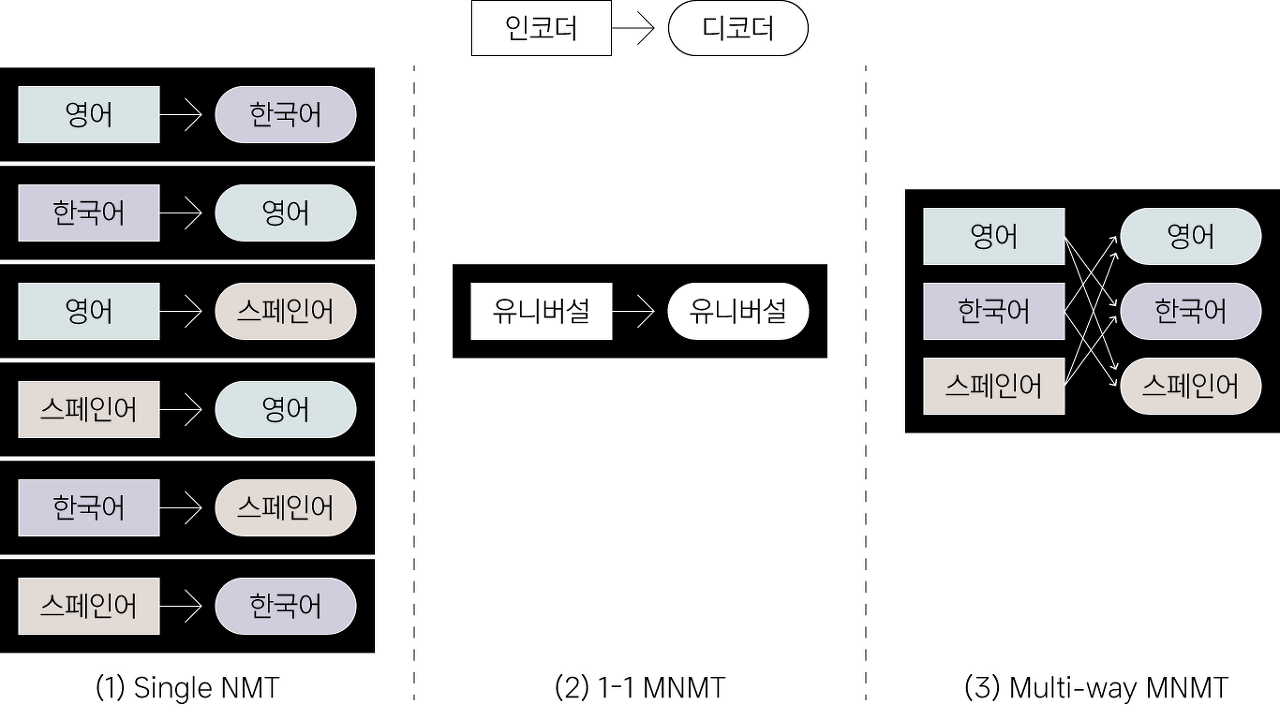 인코더
디코더
영어
한국어
한국어
영어
영어
스페인어
스페인어
영어
한국어
스페인어
스페인어
한국어
(1) Single NMT
유니버설
유니버설
(2) 1-1 MNMT
영어
영어
한국어
한국어
스페인어
스페인어
(3) Multi-way MNMT